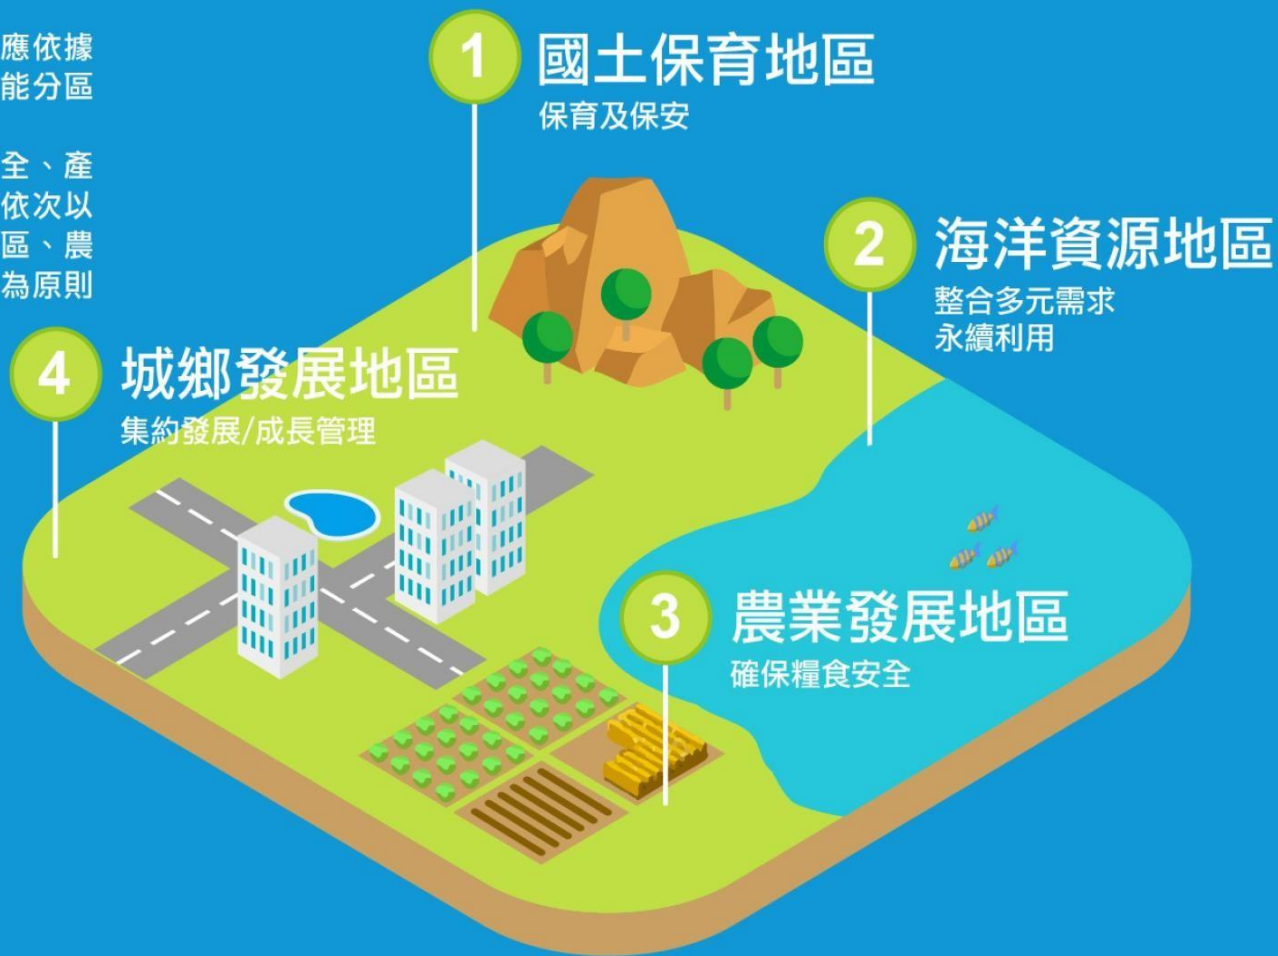 應依據
能分區
全、產
依次以
區、農
為原則
1
國土保育地區
保育及保安
2
海洋資源地區
整合多元需求
永續利用
4
城鄉發展地區
集約發展/成長管理
3
農業發展地區
確保糧食安全